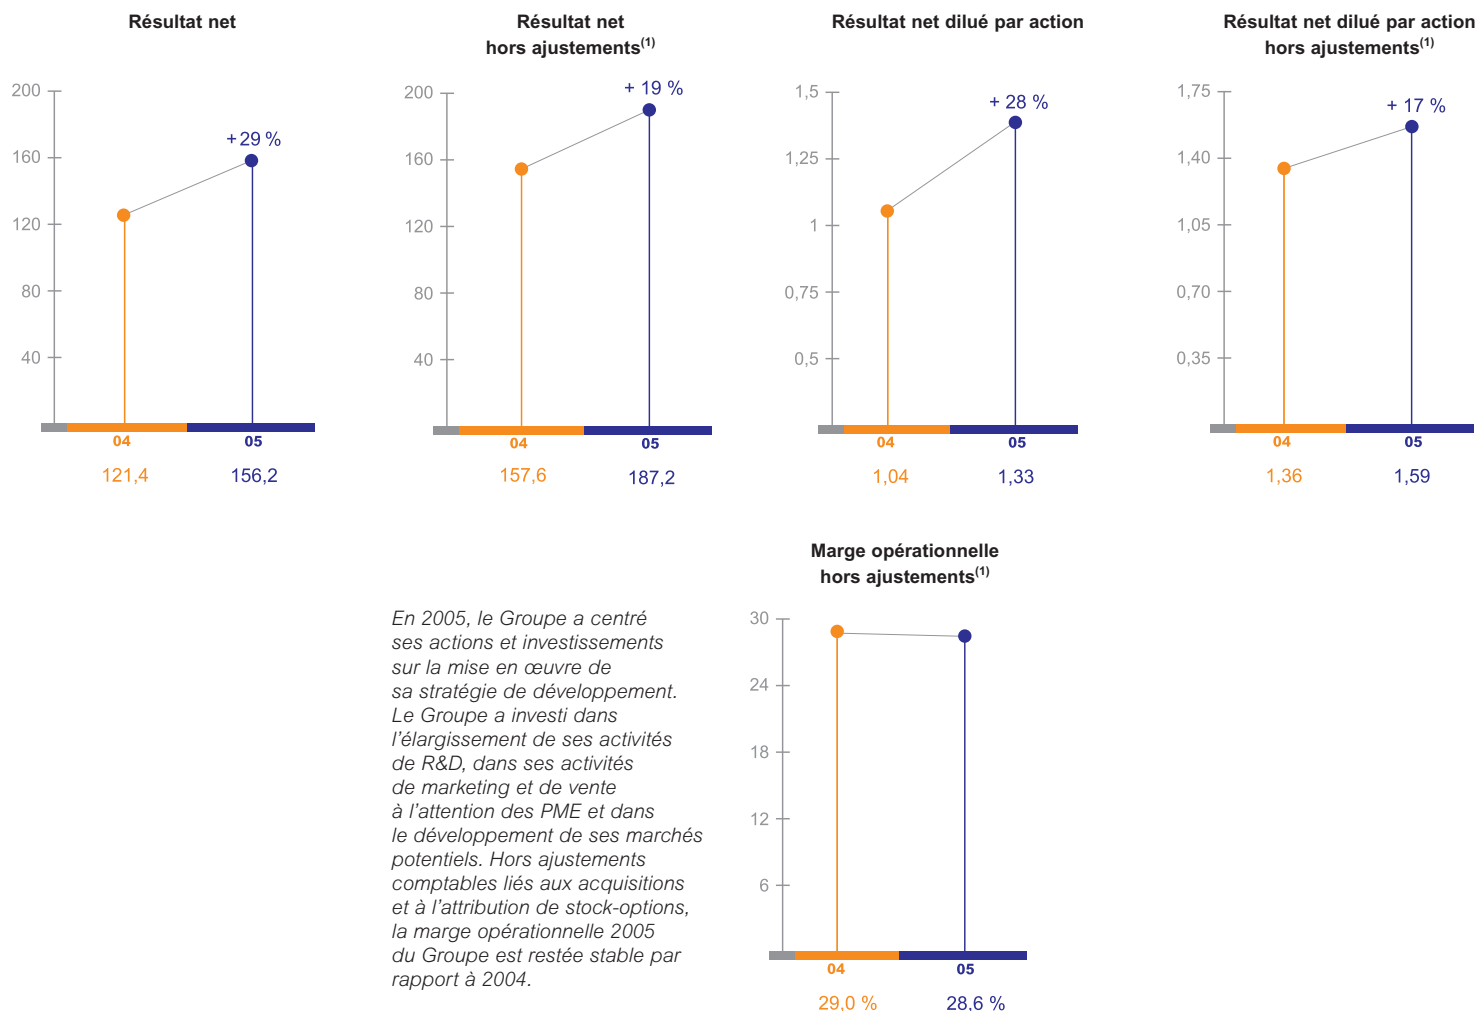 Résultat net
200
160
120
80
40
+29 %
04
05
121,4
156,2
Résultat net
hors ajustements(1)
200
160
120
80
40
+ 19 %
04
05
157,6
187,2
Résultat net dilué par action
1,5
1,25
1
0,75
0,5
+ 28 %
04
05
1,04
1,33
Résultat net dilué par action
hors ajustements(1)
1,75
1,40
1,05
0,70
0,35
+ 17 %
04
05
1,36
1,59
En 2005, le Groupe a centré
ses actions et investissements
sur la mise en œuvre de
sa stratégie de développement.
Le Groupe a investi dans
l'élargissement de ses activités
de R&D, dans ses activités
de marketing et de vente
à l'attention des PME et dans
le développement de ses marchés
potentiels. Hors ajustements
comptables liés aux acquisitions
et à l'attribution de stock-options,
la marge opérationnelle 2005
du Groupe est restée stable par
rapport à 2004.
Marge opérationnelle
hors ajustements(1)
30
24
18
12
6
04
05
29,0 %
28,6 %